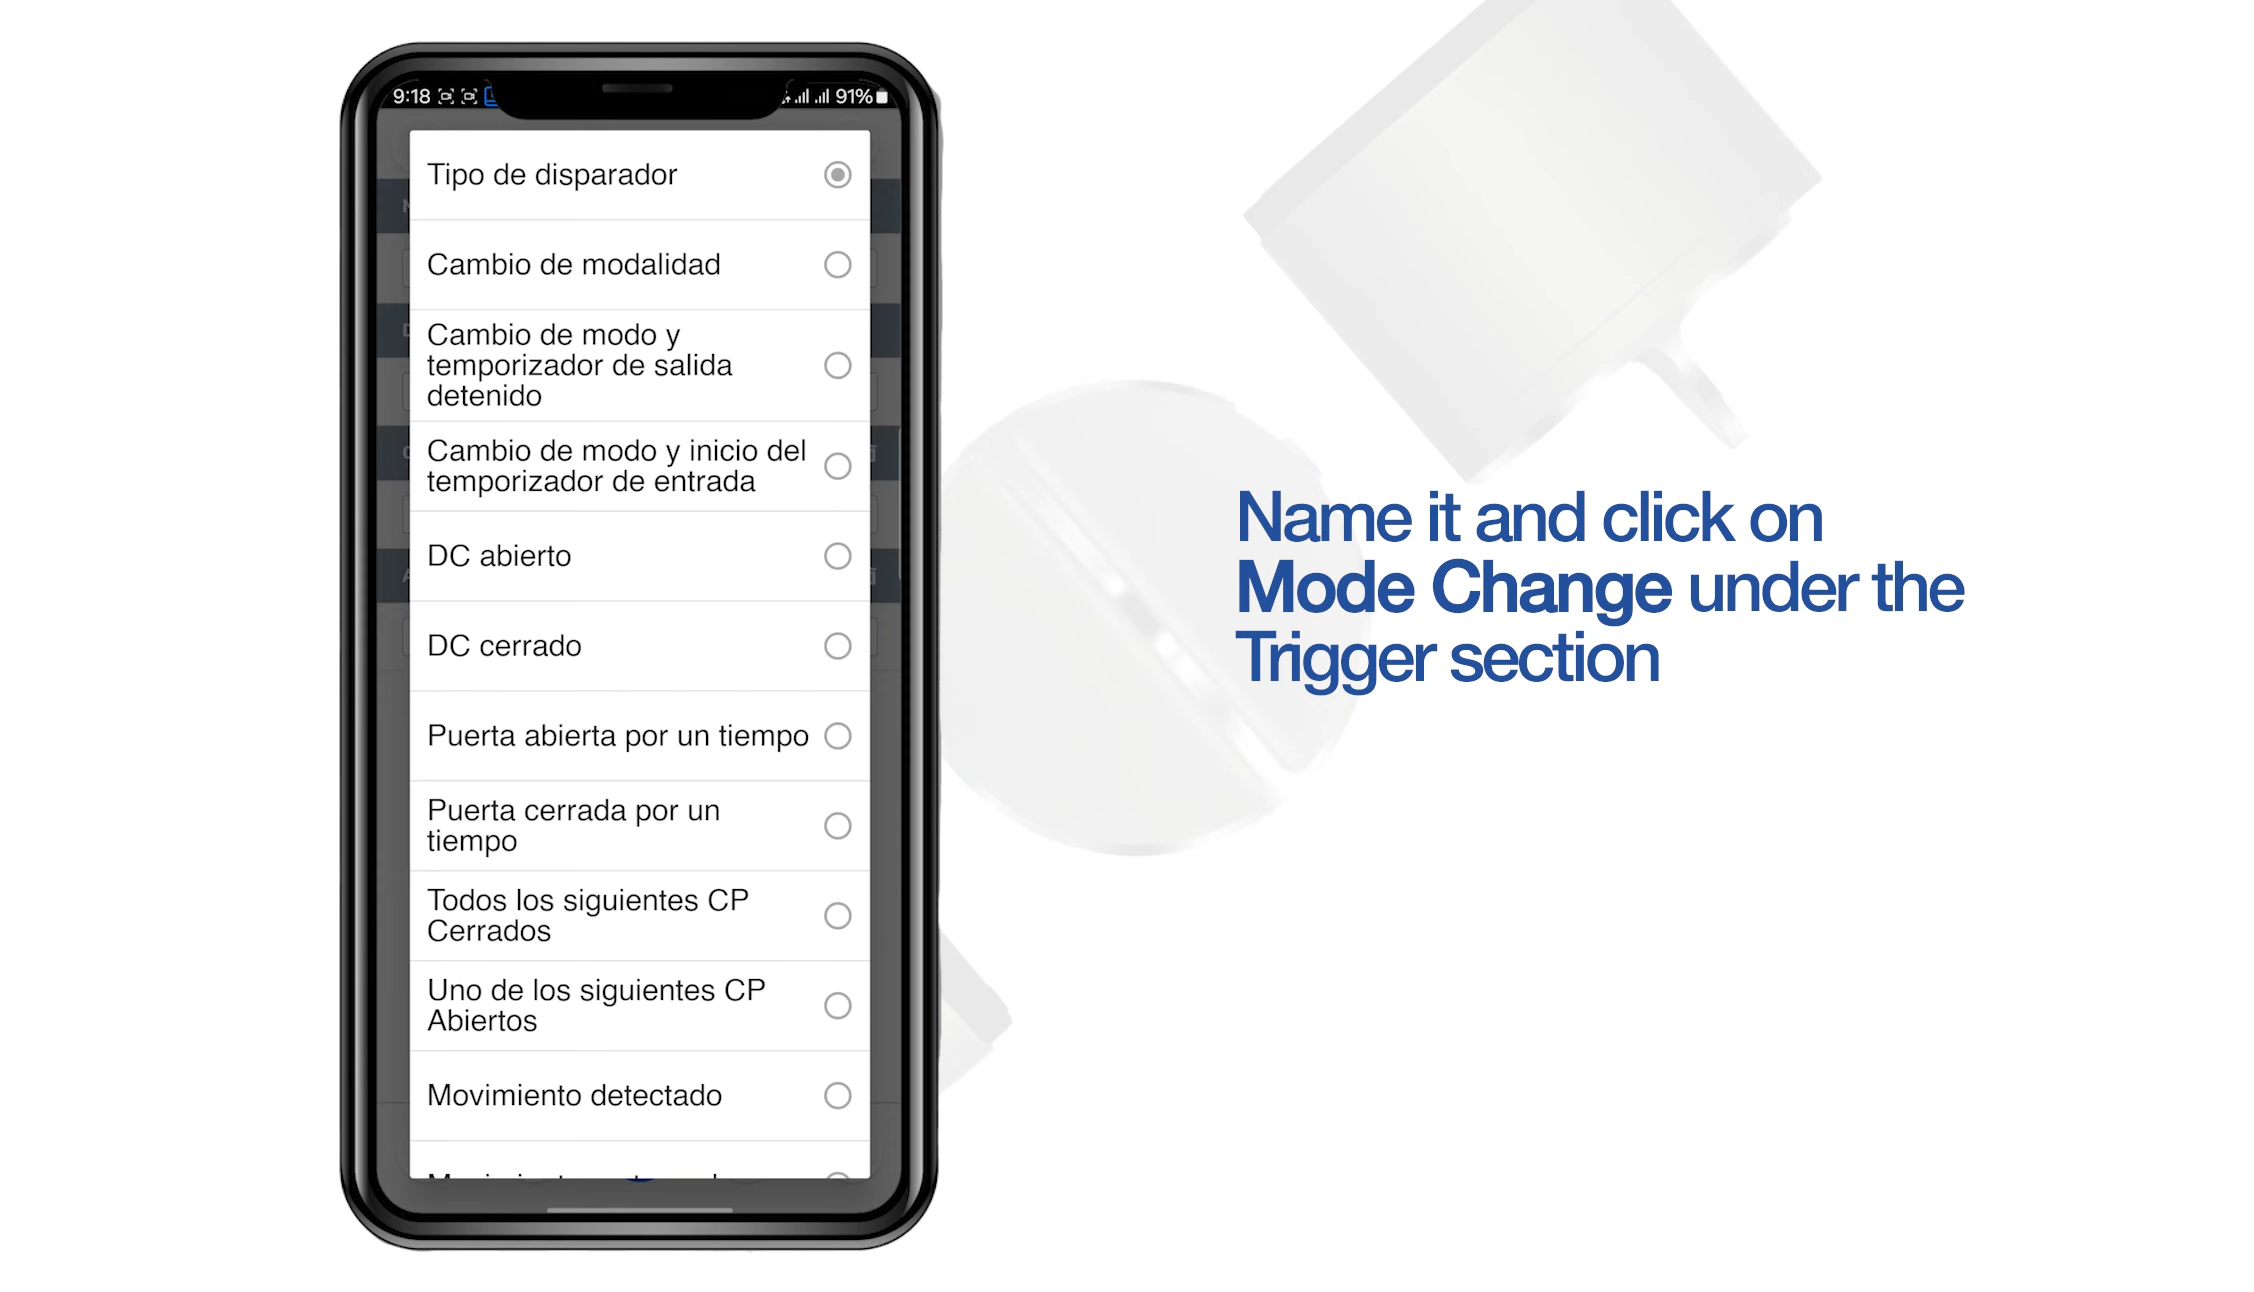 9:18
91%
Tipo de disparador
Cambio de modalidad
Cambio de modo y
temporizador de salida
detenido
Cambio de modo y inicio del
temporizador de entrada
DC abierto
DC cerrado
Puerta abierta por un tiempo
Puerta cerrada por un
tiempo
Todos los siguientes CP
Cerrados
Uno de los siguientes CP
Abiertos
Movimiento detectado
Name it and click on
Mode Change under the
Trigger section